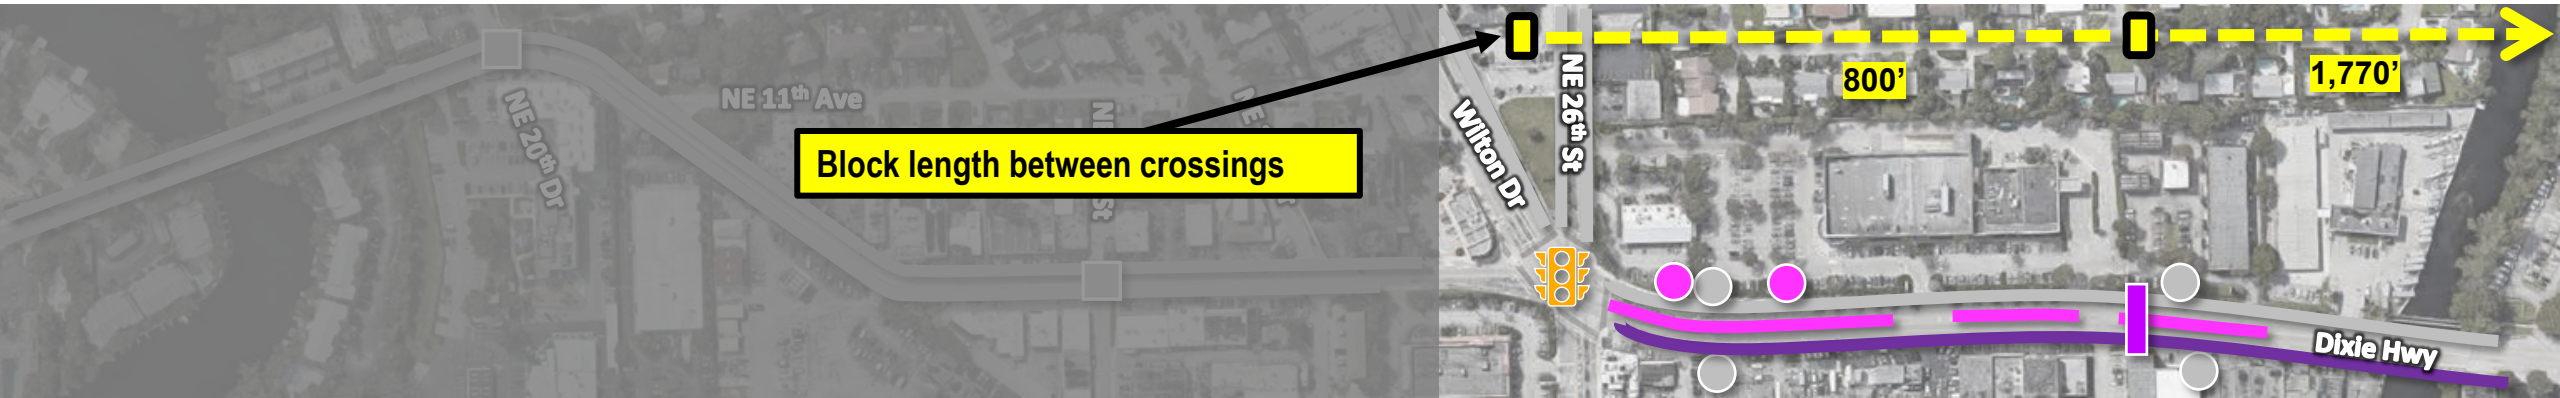 NE 20th Dr
NE 11th Ave
Block length between crossings
Wilton Dr
NE 26th St
800’
1,770’
Dixie Hwy